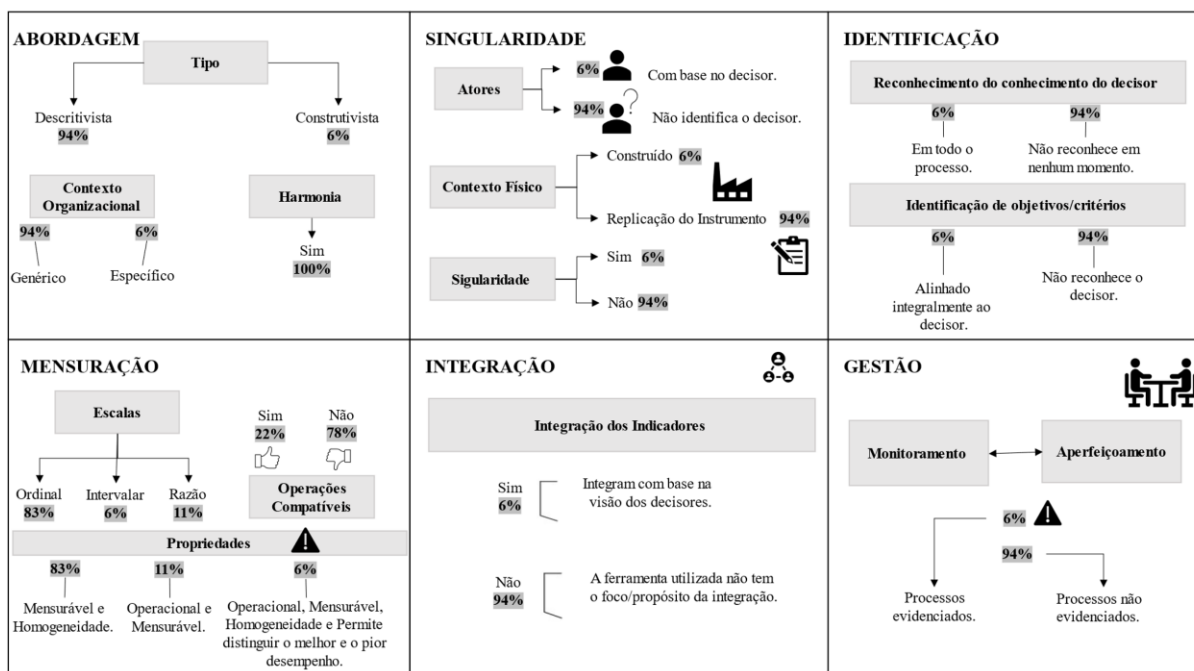 ABORDAGEM
Tipo
Descritivista
94%
Construtivista
6%
Contexto
Organizacional
94%
6%
Genérico
Específico
Harmonia
Sim
100%
SINGULARIDADE
Atores
6%
Com base no decisor.
94%
?
Não identifica o decisor.
Contexto Físico
Construído 6%
Replicação do Instrumento 94%
Sigularidade
Sim 6%
Não 94%
IDENTIFICAÇÃO
Reconhecimento do conhecimento do decisor
6%
94%
Em todo o
processo.
Não reconhece em
nenhum momento.
Identificação de objetivos/critérios
6%
94%
Alinhado
integralmente ao
decisor.
Não reconhece o
decisor.
MENSURAÇÃO
Escalas
Ordinal
83%
Intervalar
6%
Razão
11%
Sim
22%
Não
78%
Operações
Compatíveis
Propriedades
83%
11%
6%
Mensurável e
Homogeneidade.
Operacional e
Mensurável.
Operacional, Mensurável,
Homogeneidade e Permite
distinguir o melhor e o pior
desempenho.
INTEGRAÇÃO
Integração dos Indicadores
Sim
6%
Integram com base na
visão dos decisores.
Não
94%
A ferramenta utilizada não tem
o foco/propósito da integração.
GESTÃO
Monitoramento
Aperfeiçoamento
6%
94%
Processos
evidenciados.
Processos não
evidenciados.